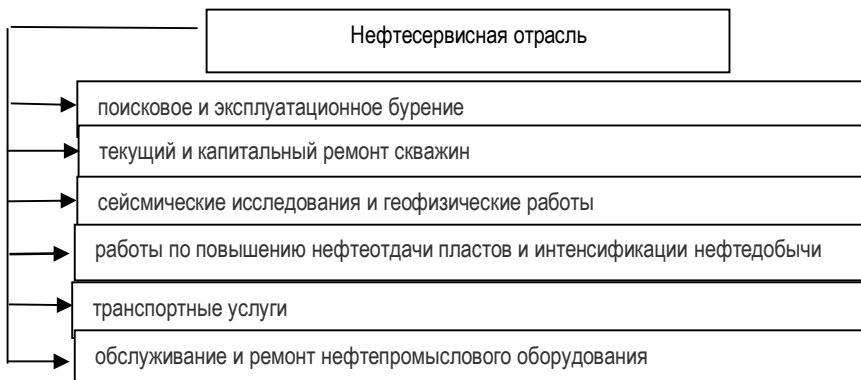 Нефтесервисная отрасль
поисковое и эксплуатационное бурение
текущий и капитальный ремонт скважин
сейсмические исследования и геофизические работы
работы по повышению нефтеотдачи пластов и интенсификации нефтедобычи
транспортные услуги
обслуживание и ремонт нефтепромыслового оборудования